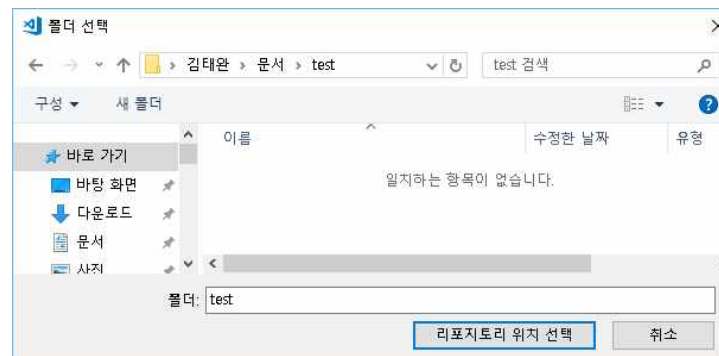 폴더 선택
김태완 > 문서 > test
test 검색
구성
새 폴더
이름
수정한 날짜
유형
바로 가기
일치하는 항목이 없습니다.
바탕 화면
다운로드
문서
사진
폴더: test
리포지토리 위치 선택
취소